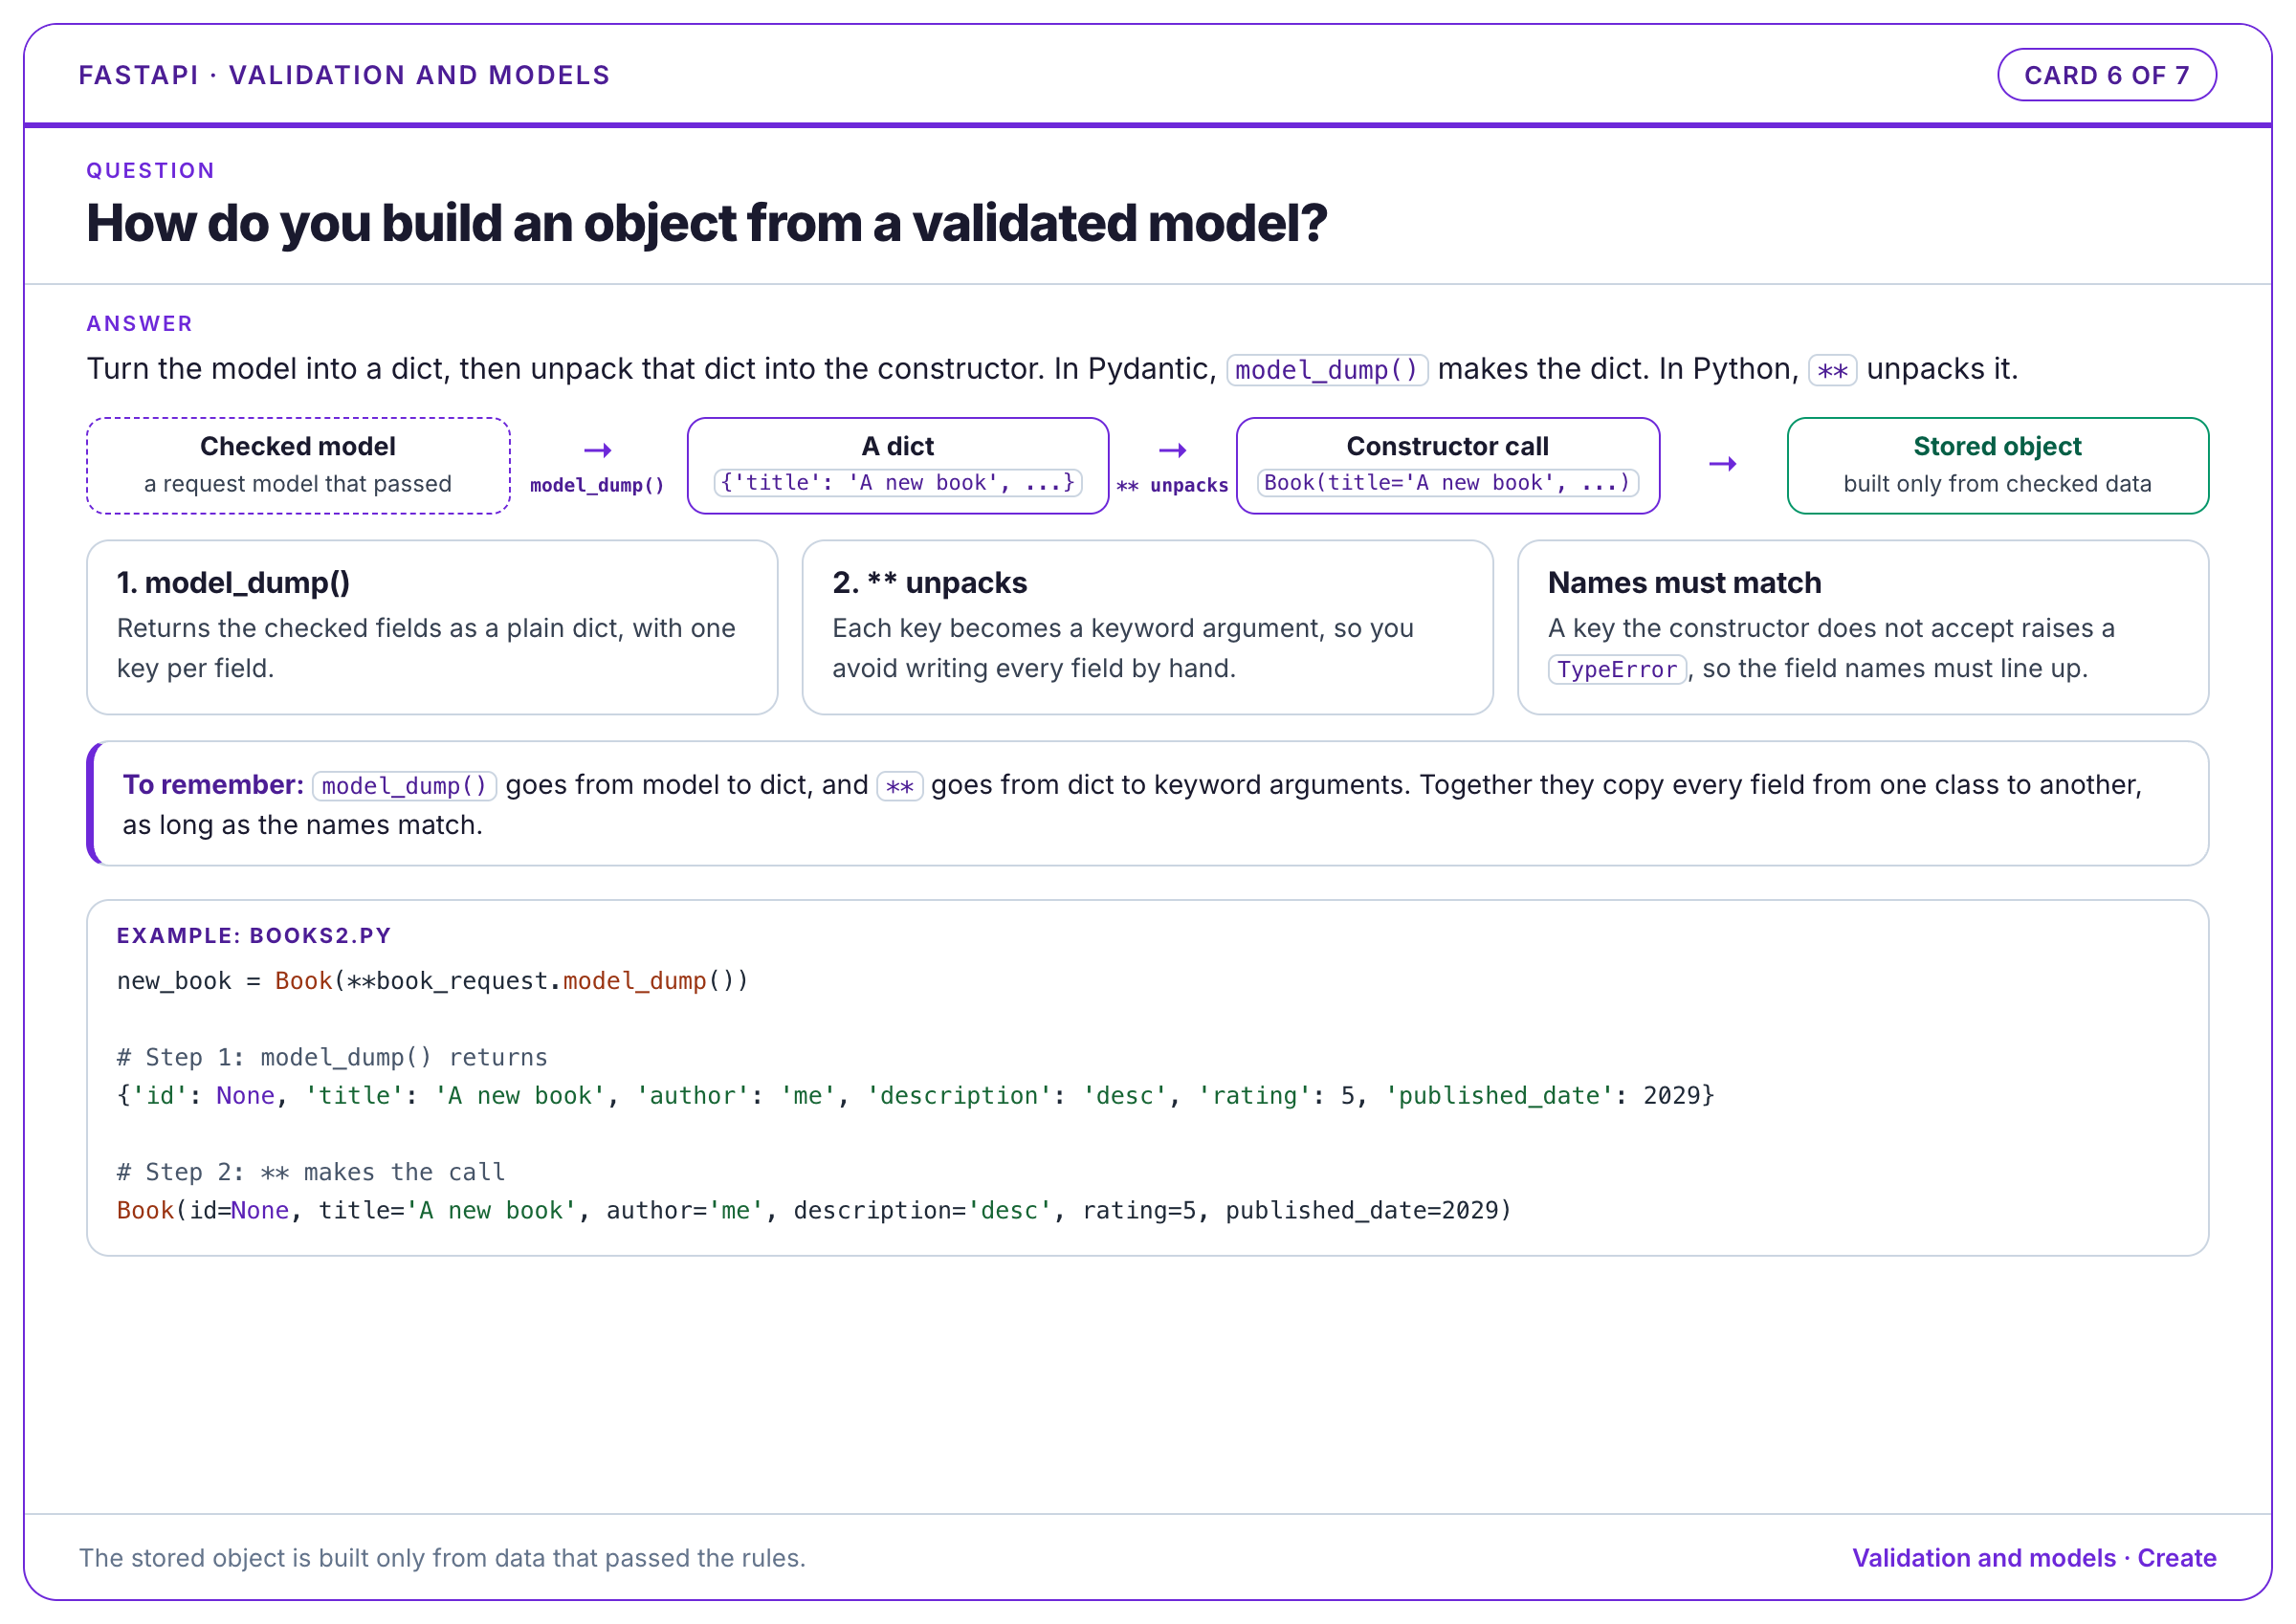 FASTAPI · VALIDATION AND MODELS
CARD 6 OF 7
QUESTION
How do you build an object from a validated model?
ANSWER
Turn the model into a dict, then unpack that dict into the constructor. In Pydantic, model_dump() makes the dict. In Python, ** unpacks it.
Checked model
a request model that passed
→
model_dump()
A dict
{'title': 'A new book', ...}
→
** unpacks
Constructor call
Book(title='A new book', ...)
→
Stored object
built only from checked data
1. model_dump()
Returns the checked fields as a plain dict, with one
key per field.
2. ** unpacks
Each key becomes a keyword argument, so you
avoid writing every field by hand.
Names must match
A key the constructor does not accept raises a
TypeError, so the field names must line up.
To remember: model_dump() goes from model to dict, and ** goes from dict to keyword arguments. Together they copy every field from one class to another,
as long as the names match.
EXAMPLE: BOOKS2.PY
new_book = Book(**book_request.model_dump())
# Step 1: model_dump() returns
{'id': None, 'title': 'A new book', 'author': 'me', 'description': 'desc', 'rating': 5, 'published_date': 2029}
# Step 2: ** makes the call
Book(id=None, title='A new book', author='me', description='desc', rating=5, published_date=2029)
The stored object is built only from data that passed the rules.
Validation and models · Create